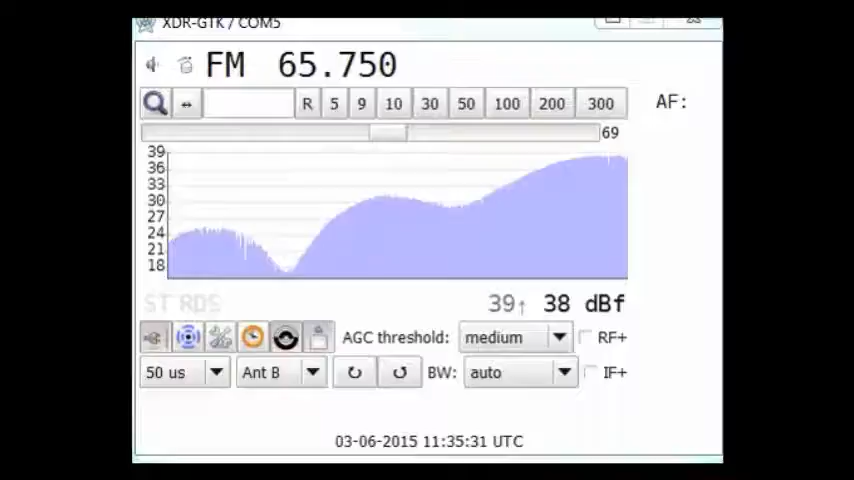 XDR-GTK / COM5
FM 65.750
↔ R 5 9 10 30 50 100 200 300 AF:
69
39
36
33
30
27
24
21
18
ST RDS 39↑ 38 dBf
AGC threshold: medium RF+
50 us Ant B ↻ ↺ BW: auto IF+
03-06-2015 11:35:31 UTC